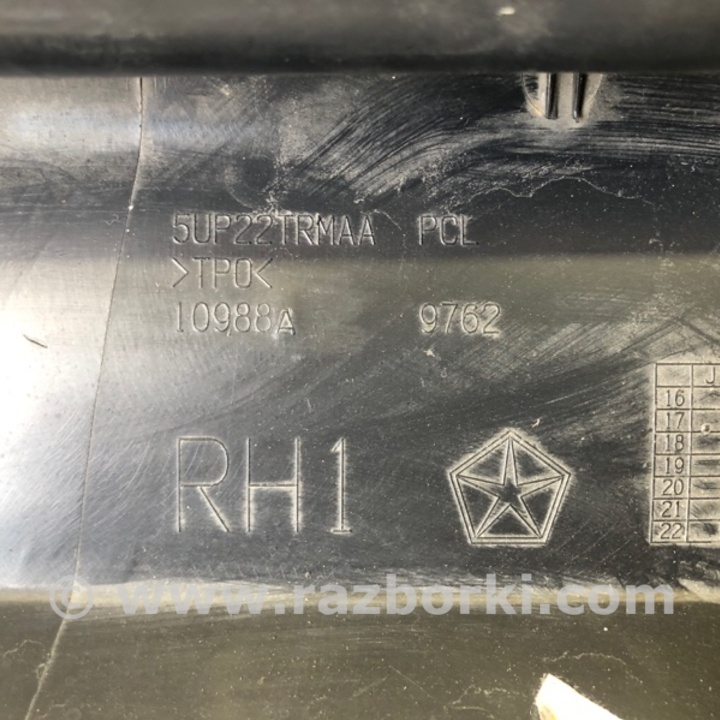 5UP22TRMAA PCL
>TPO<
10988A 9762
J
16
17
18
19
20
21
22
RH1
© www.razborki.com